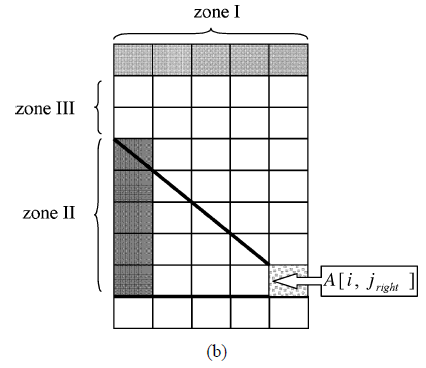 zone I
zone III
zone II
A[i, j_right ]
(b)